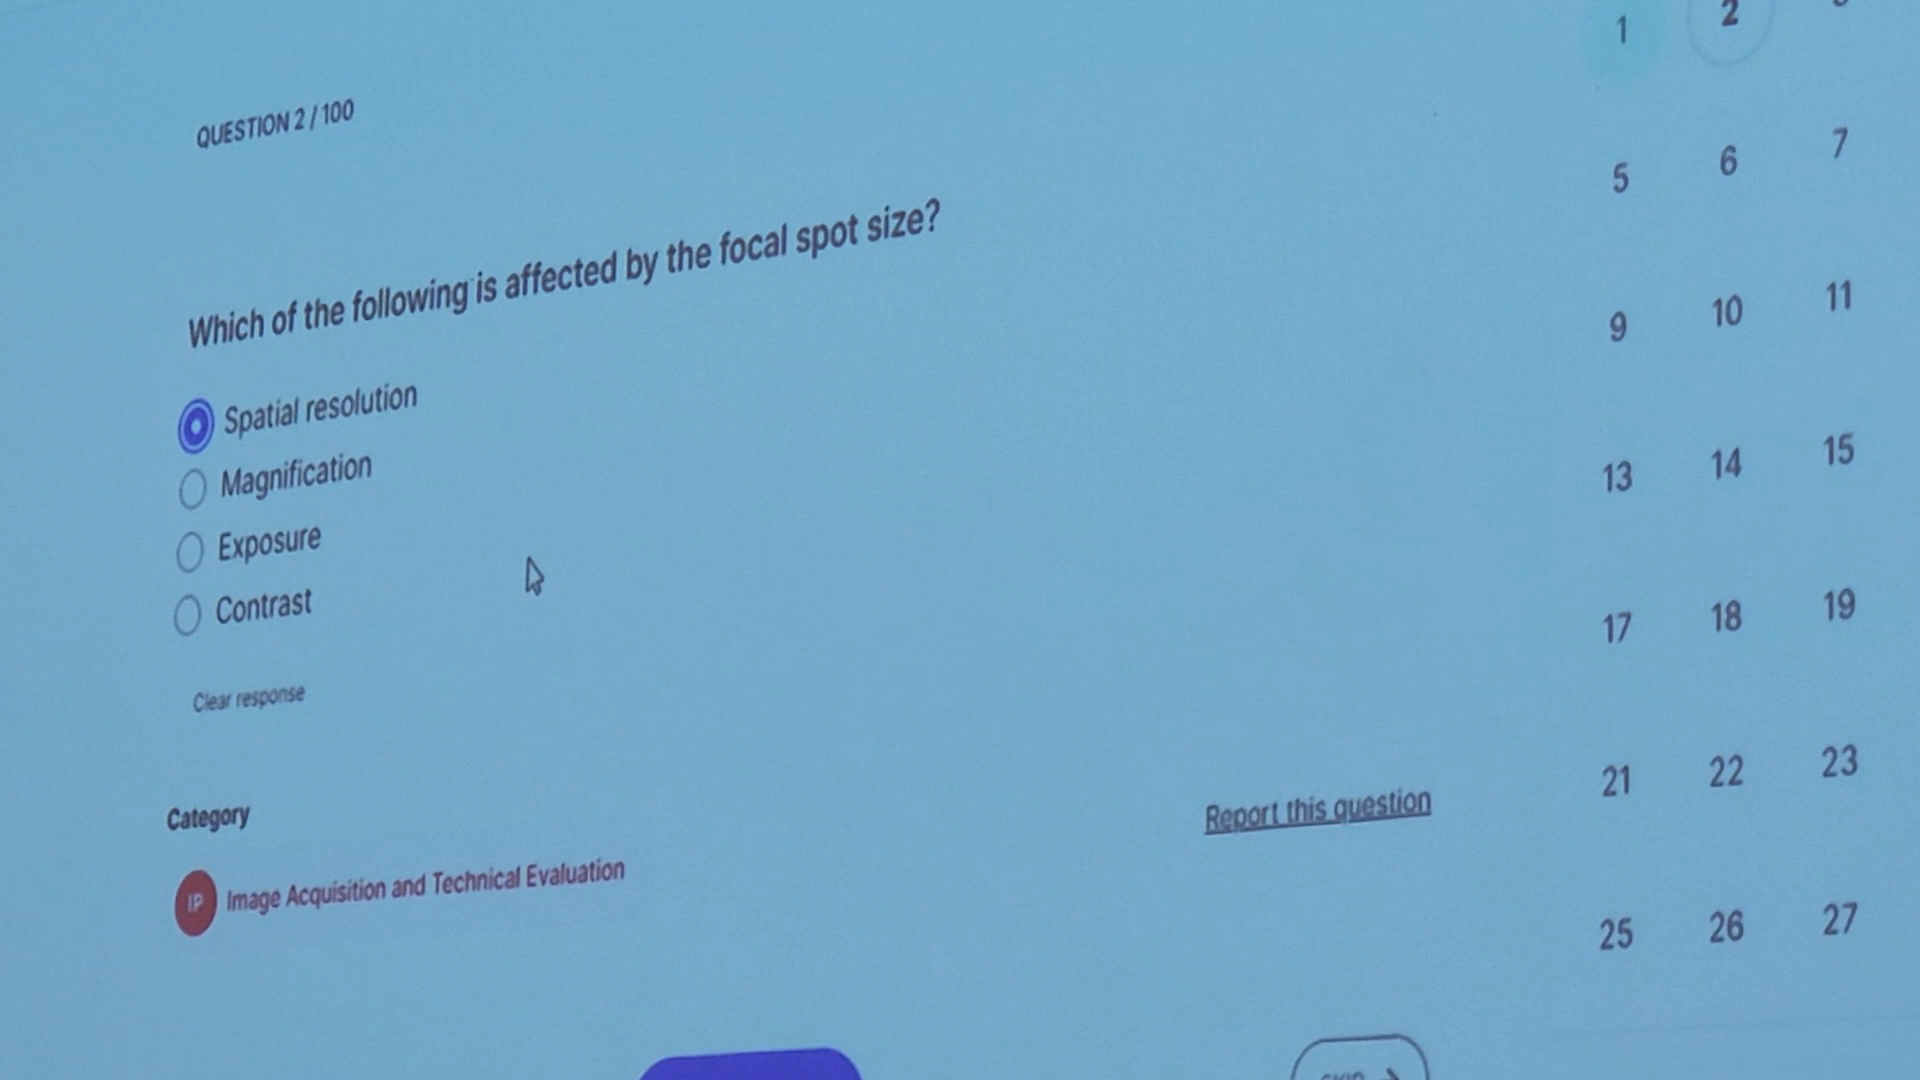 QUESTION 2 / 100
Which of the following is affected by the focal spot size?
Spatial resolution
Magnification
Exposure
Contrast
Clear response
Category
IP Image Acquisition and Technical Evaluation
Report this question
1 2
5 6 7
9 10 11
13 14 15
17 18 19
21 22 23
25 26 27